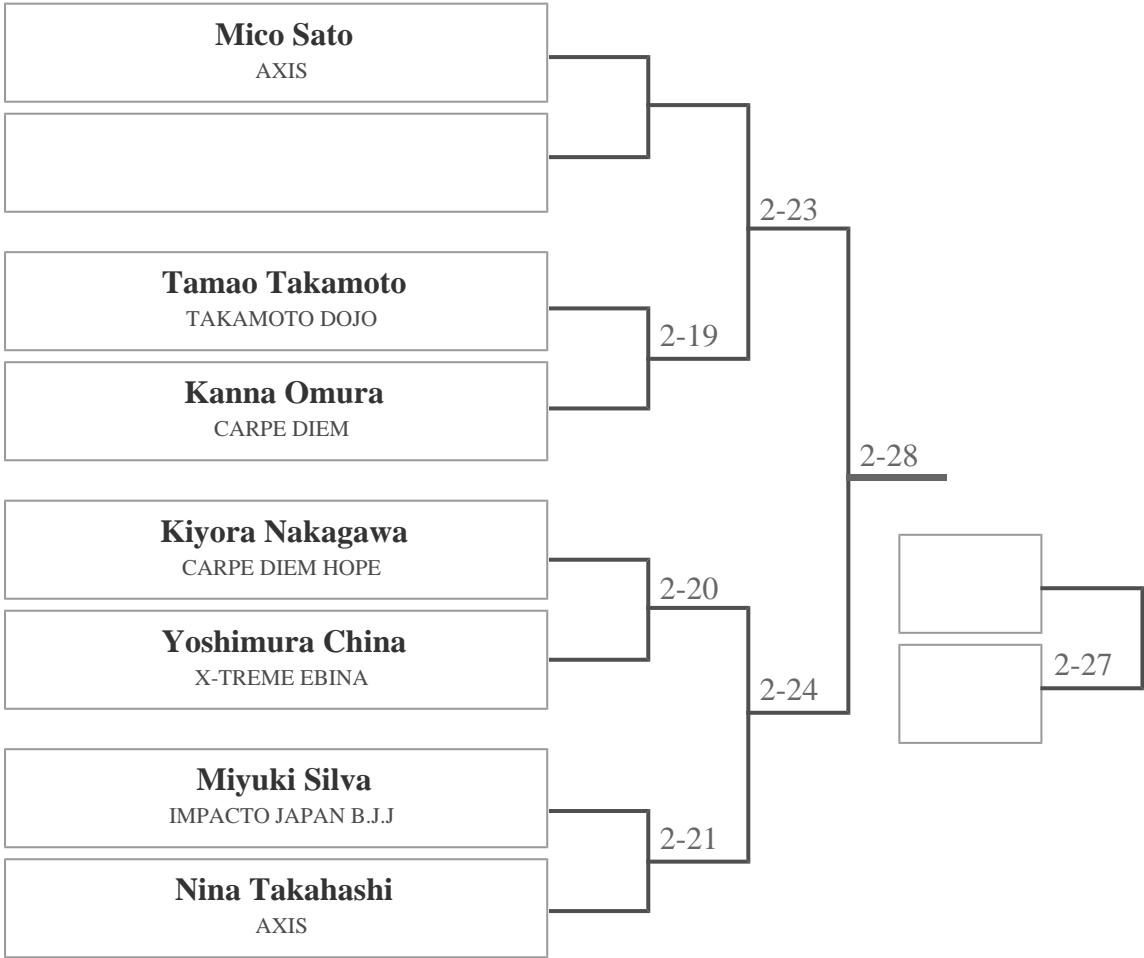 Mico Sato
AXIS
2-23
Tamao Takamoto
TAKAMOTO DOJO
2-19
Kanna Omura
CARPE DIEM
2-28
Kiyora Nakagawa
CARPE DIEM HOPE
2-20
Yoshimura China
X-TREME EBINA
2-27
2-24
Miyuki Silva
IMPACTO JAPAN B.J.J
2-21
Nina Takahashi
AXIS